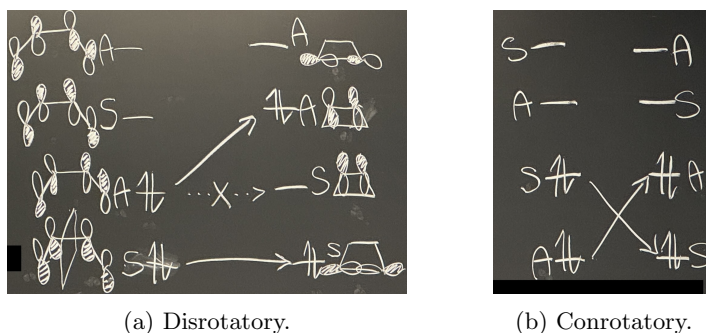 A A
S A
A X S
S S
S A
A S
S A
A S
(a) Disrotatory.
(b) Conrotatory.